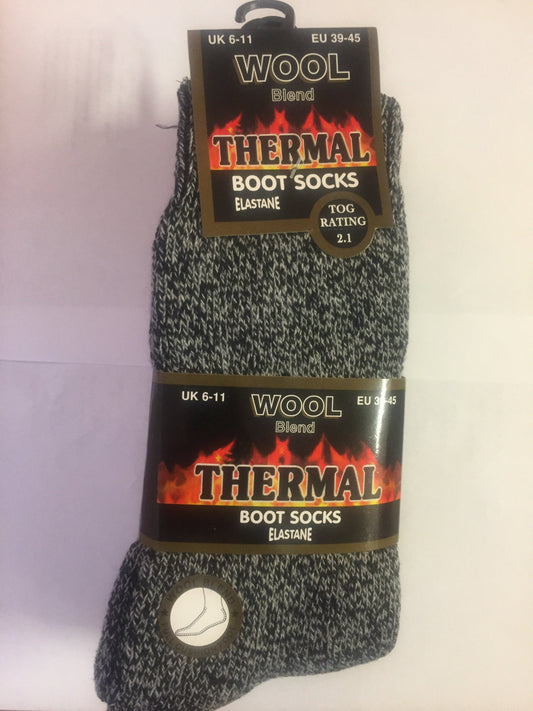 UK 6-11 EU 39-45
WOOL
Blend
THERMAL
BOOT SOCKS
ELASTANE
TOG
RATING
2.1
UK 6-11 EU 39-45
WOOL
Blend
THERMAL
BOOT SOCKS
ELASTANE